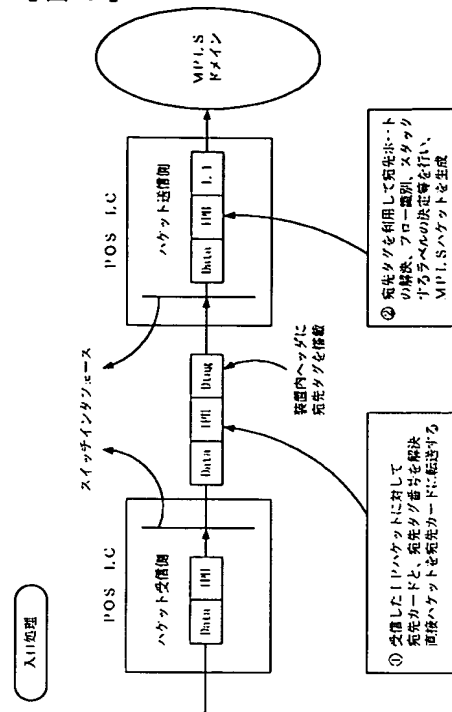 入口処理
POS LC
パケット受信側
Data
スイッチインタフェース
Data
Dtag
装置内ヘッダに
宛先タグを搭載
POS LC
パケット送信側
Data
MPLS
ドメイン
① 受信したIPパケットに対して
宛先カードと、宛先タグ番号を解決
直接パケットを宛先カードに転送する
② 宛先タグを利用して宛先ポート
の解決、フロー識別、スタック
するラベルの決定等を行い、
MPLSパケットを生成